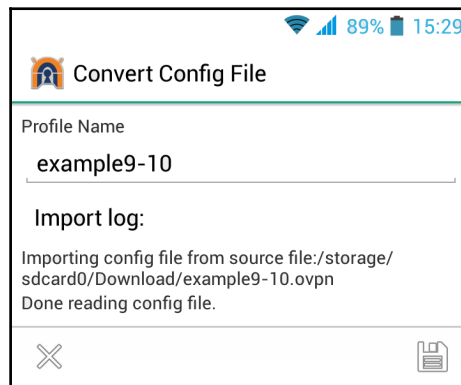 89% 15:29
Convert Config File
Profile Name
example9-10
Import log:
Importing config file from source file:/storage/
sdcard0/Download/example9-10.ovpn
Done reading config file.